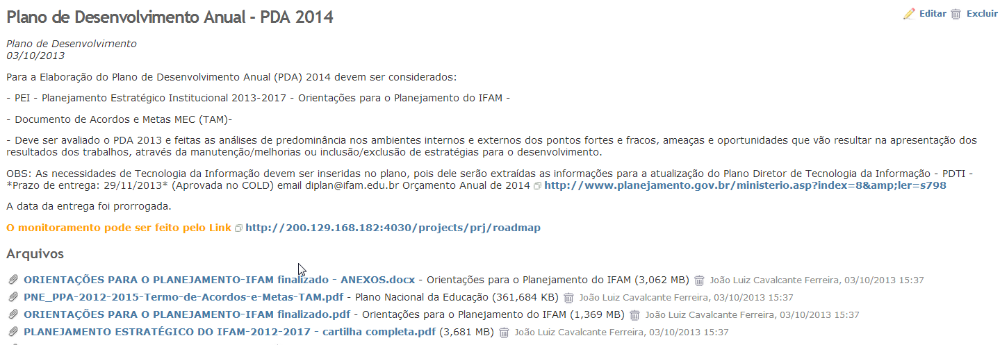 Plano de Desenvolvimento Anual - PDA 2014
Editar Excluir
Plano de Desenvolvimento
03/10/2013
Para a Elaboração do Plano de Desenvolvimento Anual (PDA) 2014 devem ser considerados:
- PEI - Planejamento Estratégico Institucional 2013-2017 - Orientações para o Planejamento do IFAM -
- Documento de Acordos e Metas MEC (TAM)-
- Deve ser avaliado o PDA 2013 e feitas as análises de predominância nos ambientes internos e externos dos pontos fortes e fracos, ameaças e oportunidades que vão resultar na apresentação dos
resultados dos trabalhos, através da manutenção/melhorias ou inclusão/exclusão de estratégias para o desenvolvimento.
OBS: As necessidades de Tecnologia da Informação devem ser inseridas no plano, pois dele serão extraídas as informações para a atualização do Plano Diretor de Tecnologia da Informação - PDTI -
*Prazo de entrega: 29/11/2013* (Aprovada no COLD) email diplan@ifam.edu.br Orçamento Anual de 2014 http://www.planejamento.gov.br/ministerio.asp?index=8&amp;ler=s798
A data da entrega foi prorrogada.
O monitoramento pode ser feito pelo Link http://200.129.168.182:4030/projects/prj/roadmap
Arquivos
ORIENTAÇÕES PARA O PLANEJAMENTO-IFAM finalizado - ANEXOS.docx - Orientações para o Planejamento do IFAM (3,062 MB) João Luiz Cavalcante Ferreira, 03/10/2013 15:37
PNE_PPA-2012-2015-Termo-de-Acordos-e-Metas-TAM.pdf - Plano Nacional da Educação (361,684 KB) João Luiz Cavalcante Ferreira, 03/10/2013 15:37
ORIENTAÇÕES PARA O PLANEJAMENTO-IFAM finalizado.pdf - Orientações para o Planejamento do IFAM (1,369 MB) João Luiz Cavalcante Ferreira, 03/10/2013 15:37
PLANEJAMENTO ESTRATÉGICO DO IFAM-2012-2017 - cartilha completa.pdf (3,681 MB) João Luiz Cavalcante Ferreira, 03/10/2013 15:37